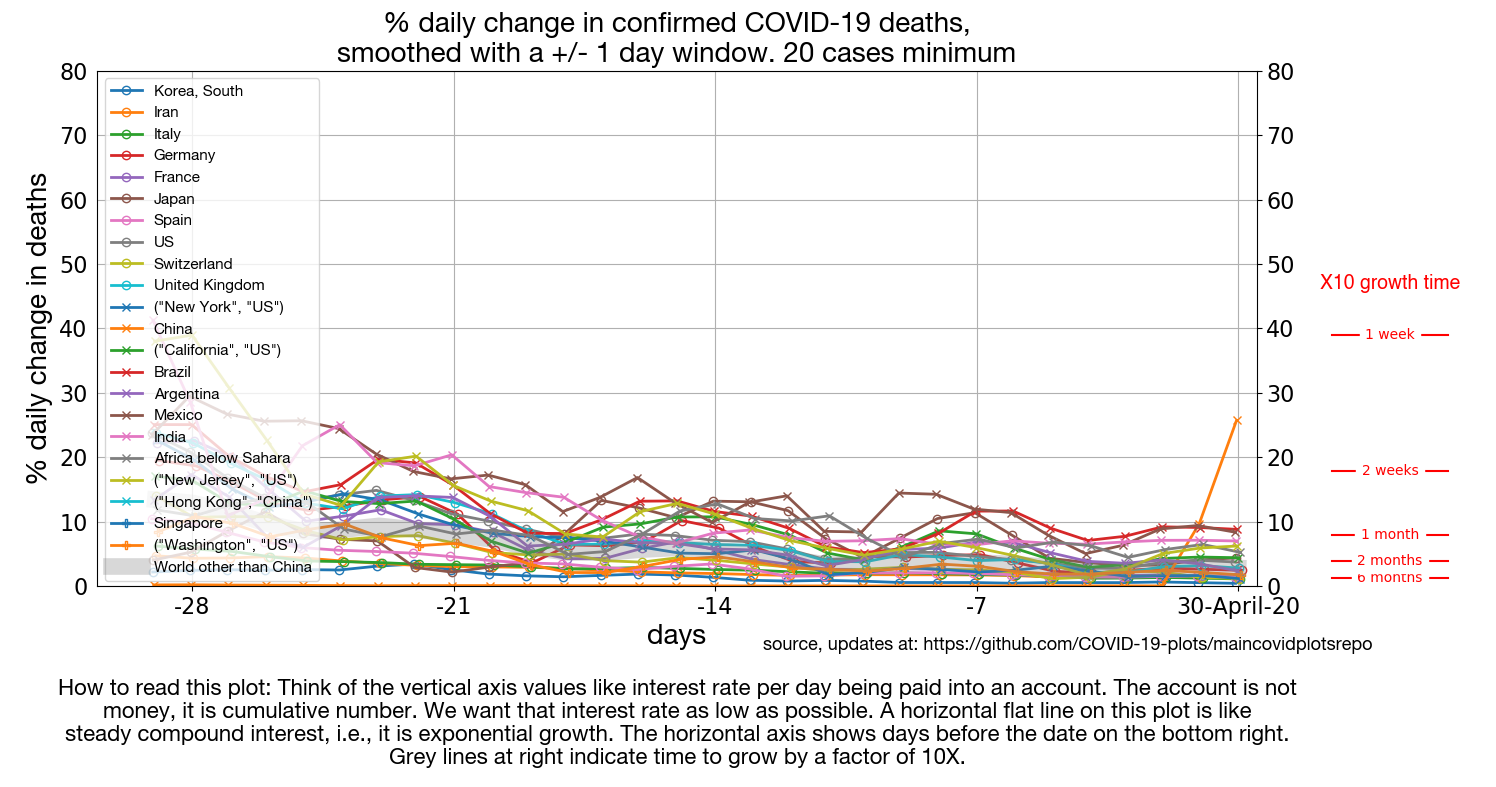 % daily change in confirmed COVID-19 deaths,
smoothed with a +/- 1 day window. 20 cases minimum
80
70
60
50
40
30
20
10
0
% daily change in deaths
Korea, South
Iran
Italy
Germany
France
Japan
Spain
US
Switzerland
United Kingdom
("New York", "US")
China
("California", "US")
Brazil
Argentina
Mexico
India
Africa below Sahara
("New Jersey", "US")
("Hong Kong", "China")
Singapore
("Washington", "US")
World other than China
80
70
60
50
40
30
20
10
0
X10 growth time
1 week
2 weeks
1 month
2 months
6 months
-28
-21
-14
-7
30-April-20
days
source, updates at: https://github.com/COVID-19-plots/maincovidplotsrepo
How to read this plot: Think of the vertical axis values like interest rate per day being paid into an account. The account is not
money, it is cumulative number. We want that interest rate as low as possible. A horizontal flat line on this plot is like
steady compound interest, i.e., it is exponential growth. The horizontal axis shows days before the date on the bottom right.
Grey lines at right indicate time to grow by a factor of 10X.